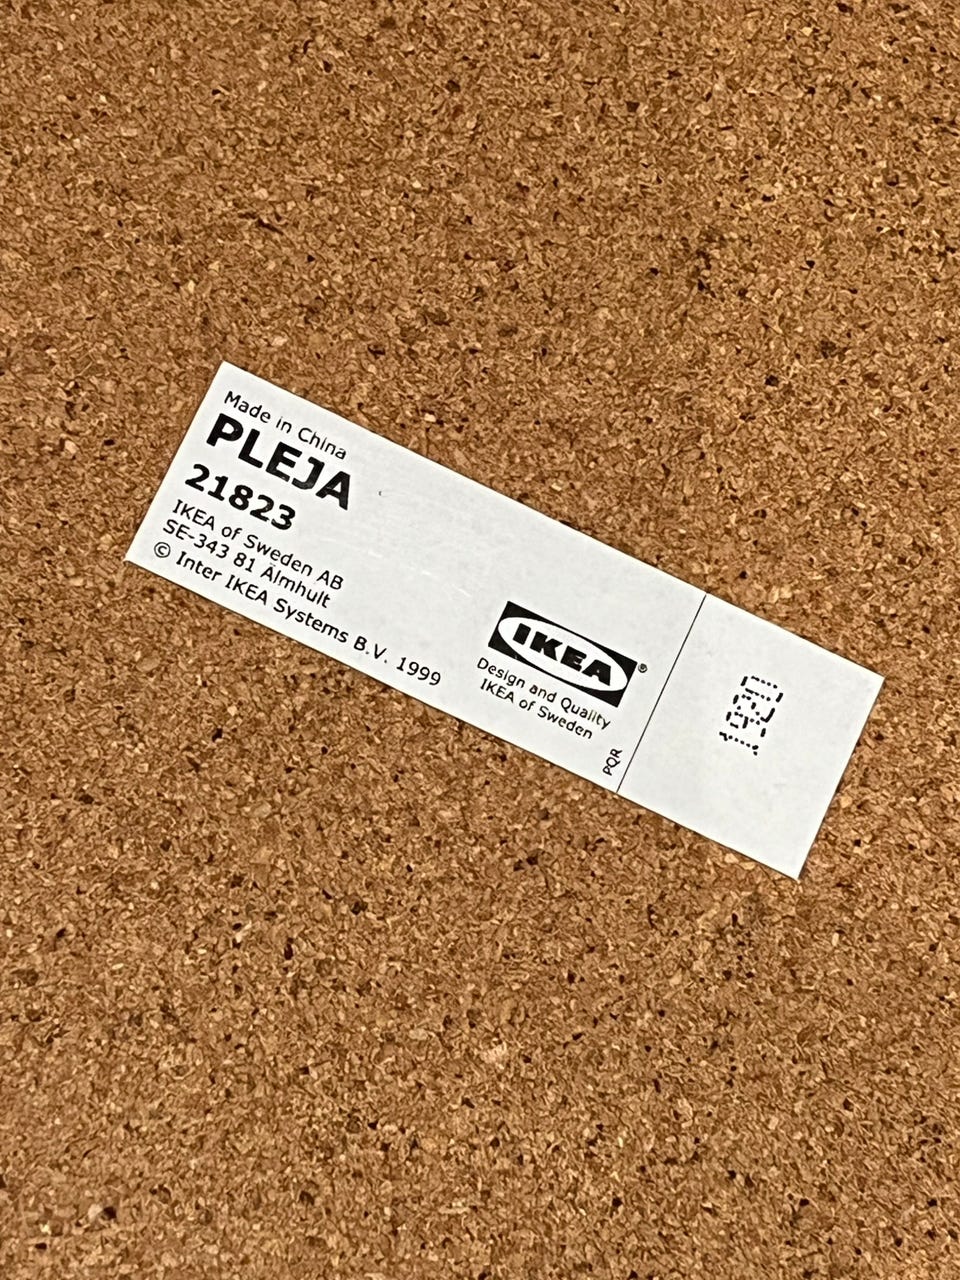 Made in China
PLEJA
21823
IKEA of Sweden AB
SE-343 81 Älmhult
© Inter IKEA Systems B.V. 1999
IKEA®
Design and Quality
IKEA of Sweden
PQR